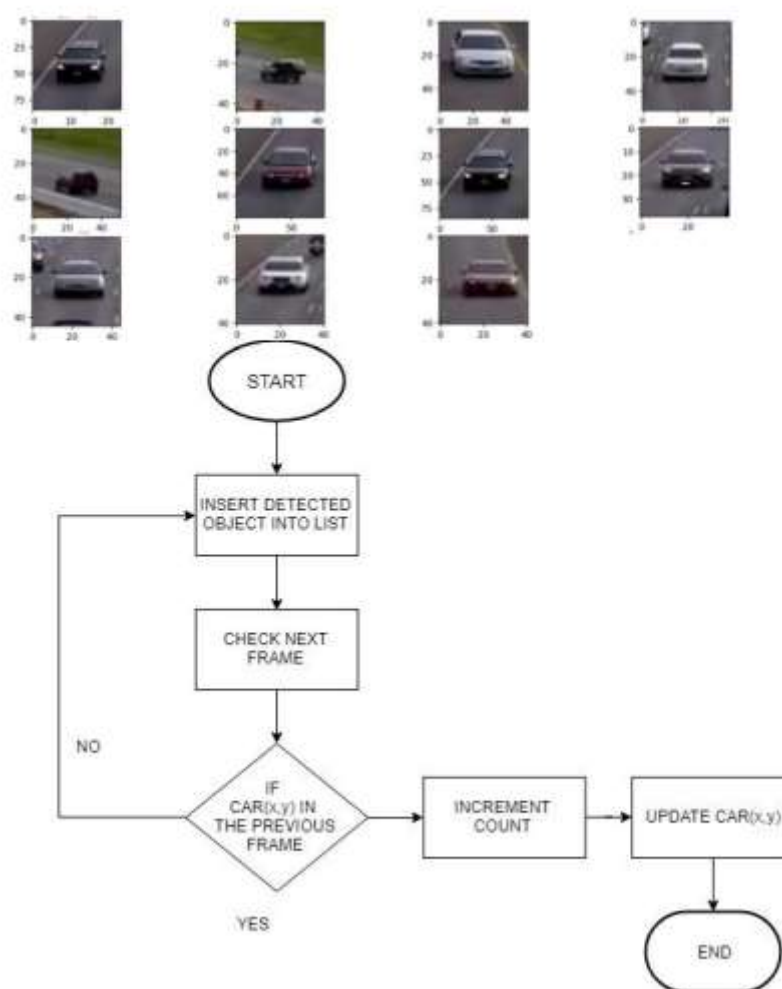 START
INSERT DETECTED
OBJECT INTO LIST
CHECK NEXT
FRAME
NO
IF
CAR(x,y) IN
THE PREVIOUS
FRAME
INCREMENT
COUNT
UPDATE CAR(x,y)
YES
END